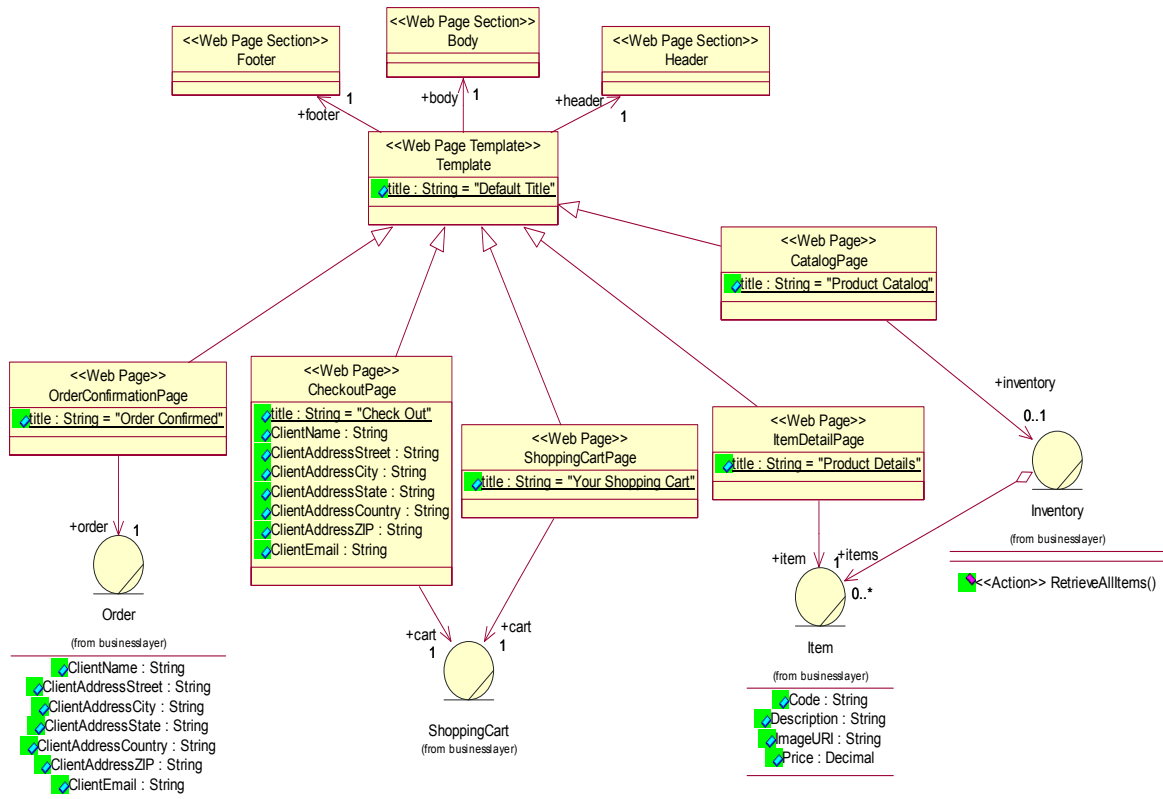 <<Web Page Section>>
Footer
<<Web Page Section>>
Body
<<Web Page Section>>
Header
+footer
1
+body
1
+header
1
<<Web Page Template>>
Template
title : String = "Default Title"
<<Web Page>>
CatalogPage
title : String = "Product Catalog"
<<Web Page>>
OrderConfirmationPage
title : String = "Order Confirmed"
<<Web Page>>
CheckoutPage
title : String = "Check Out"
ClientName : String
ClientAddressStreet : String
ClientAddressCity : String
ClientAddressState : String
ClientAddressCountry : String
ClientAddressZIP : String
ClientEmail : String
<<Web Page>>
ShoppingCartPage
title : String = "Your Shopping Cart"
<<Web Page>>
ItemDetailPage
title : String = "Product Details"
+inventory
0..1
Inventory
(from businesslayer)
<<Action>> RetrieveAllItems()
+order
1
Order
(from businesslayer)
ClientName : String
ClientAddressStreet : String
ClientAddressCity : String
ClientAddressState : String
ClientAddressCountry : String
ClientAddressZIP : String
ClientEmail : String
+cart
1
+cart
1
ShoppingCart
(from businesslayer)
+item
1
+items
0..*
Item
(from businesslayer)
Code : String
Description : String
ImageURI : String
Price : Decimal